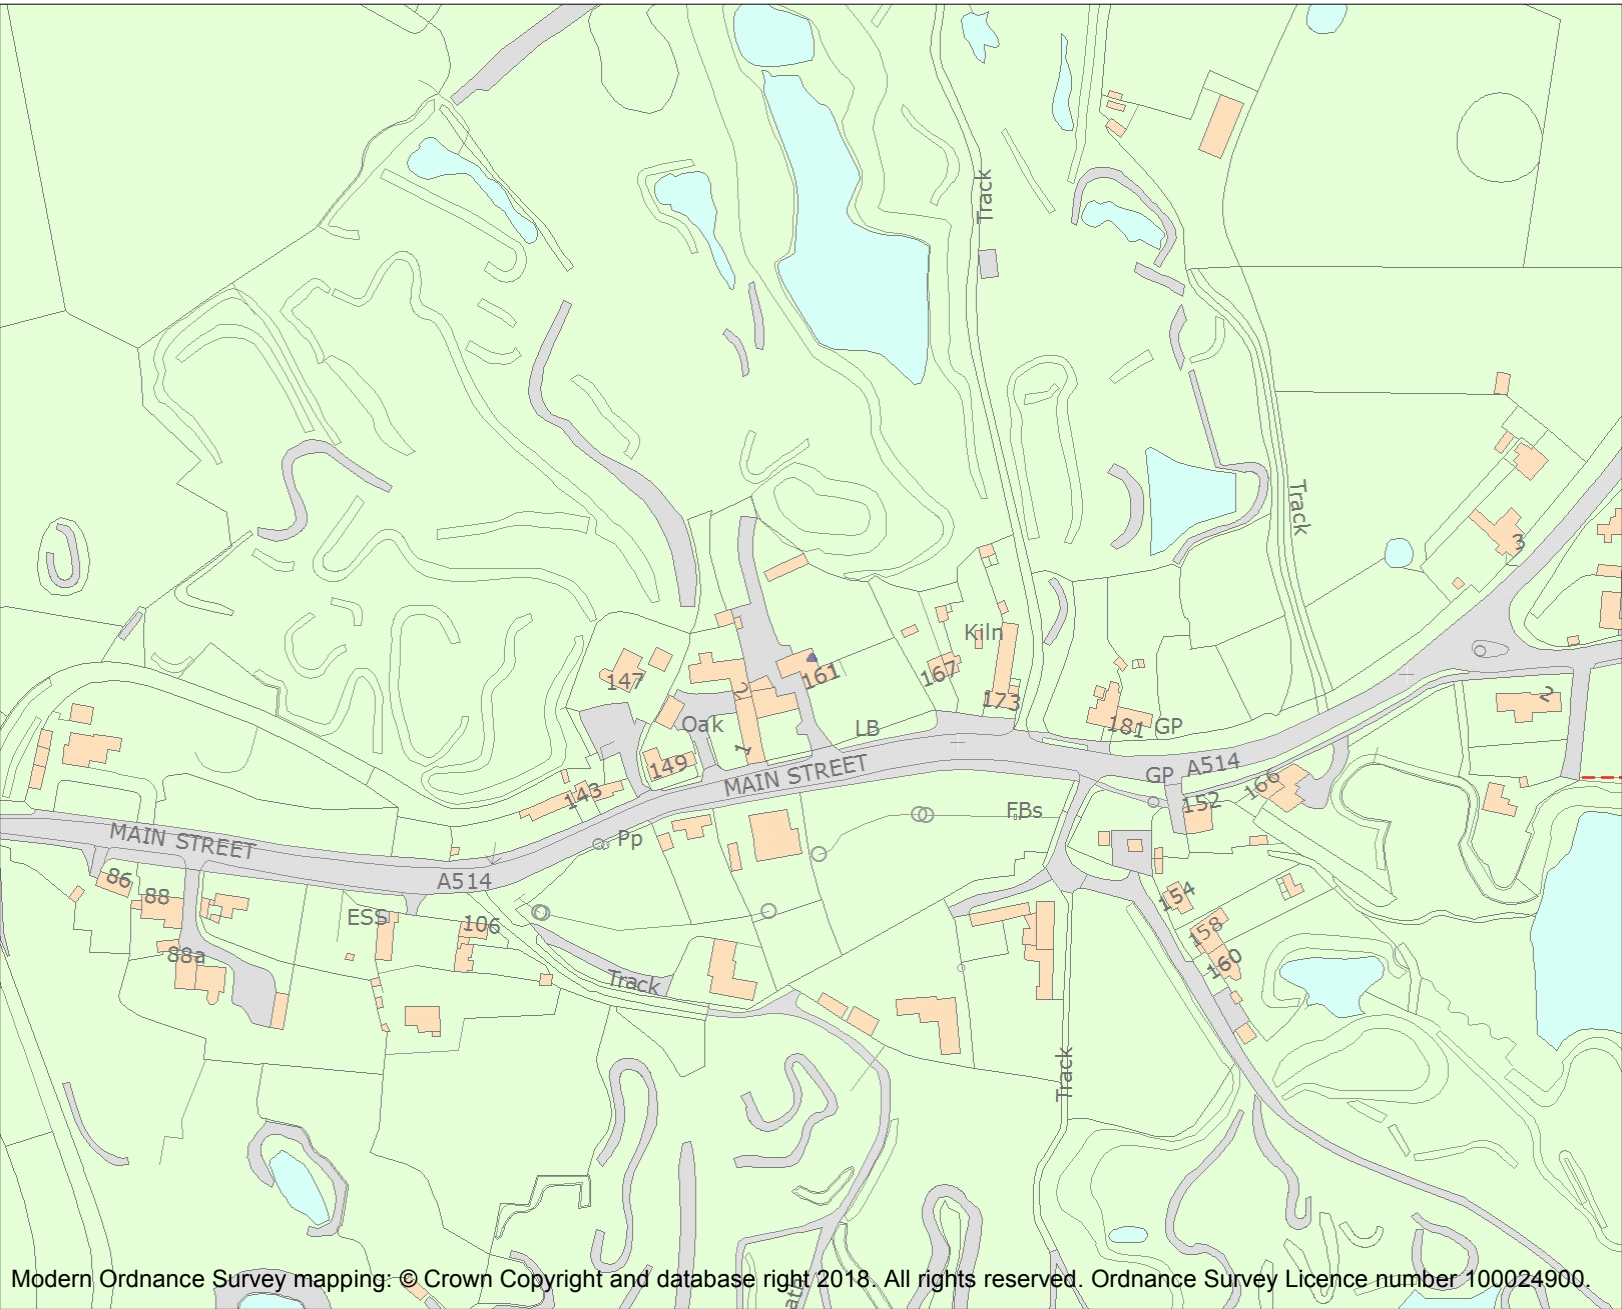 Track
Track
3
Kiln
147
161
167
2
2
173
Oak
LB
181
GP
1
149
MAIN STREET
GP
A514
166
143
152
FBs
MAIN STREET
Pp
A514
86
88
154
ESS
106
158
88a
160
Track
Track
Modern Ordnance Survey mapping: © Crown Copyright and database right 2018. All rights reserved. Ordnance Survey Licence number 100024900.